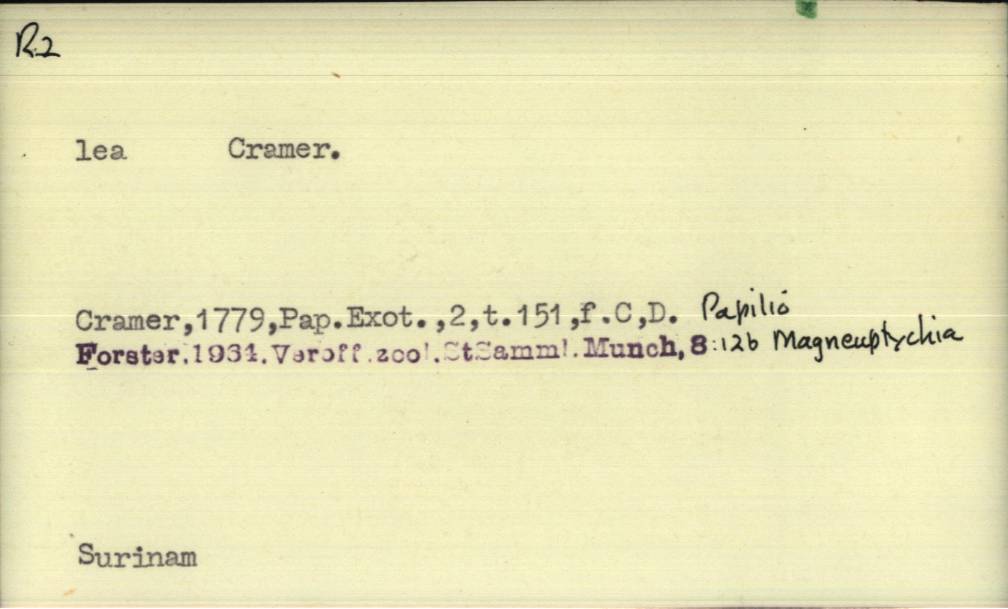 R2
lea Cramer.
Cramer,1779,Pap.Exot.,2,t.151,f.C,D. Papilio
Forster.1964.Veroff.zool.StSamml.Munch,8:126 Magneuptychia
Surinam